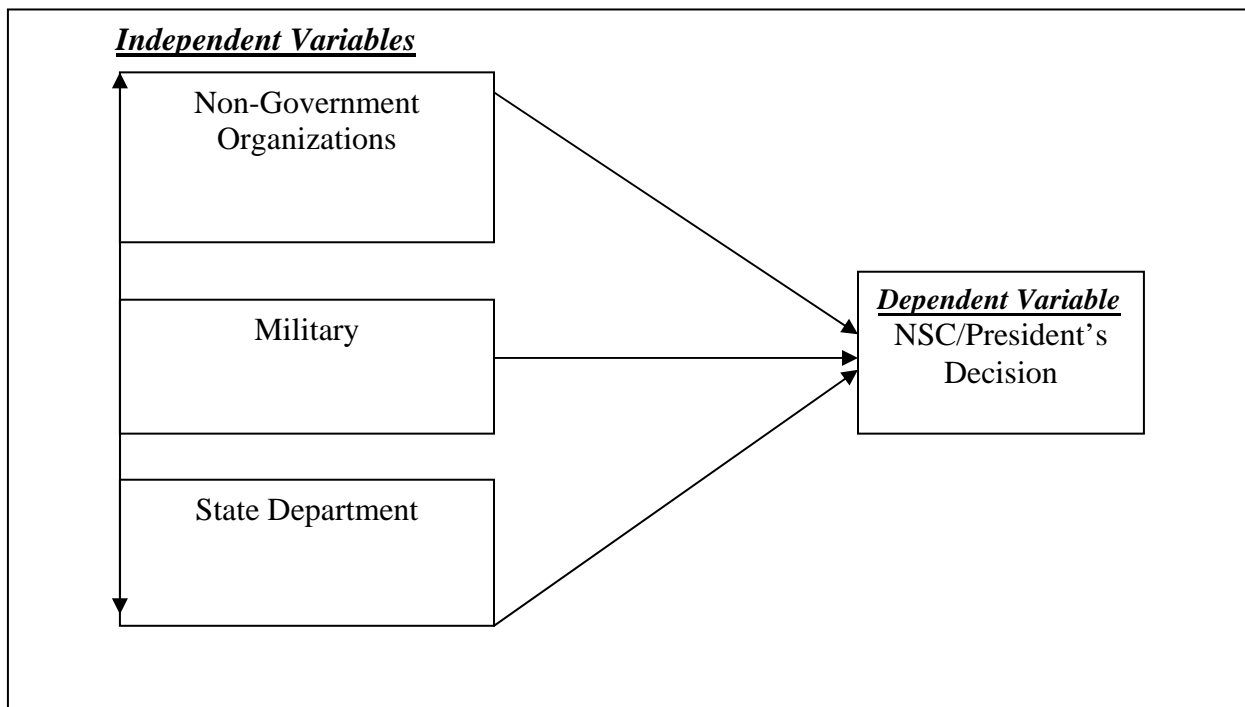 Independent Variables
Non-Government
Organizations
Military
State Department
Dependent Variable
NSC/President’s
Decision